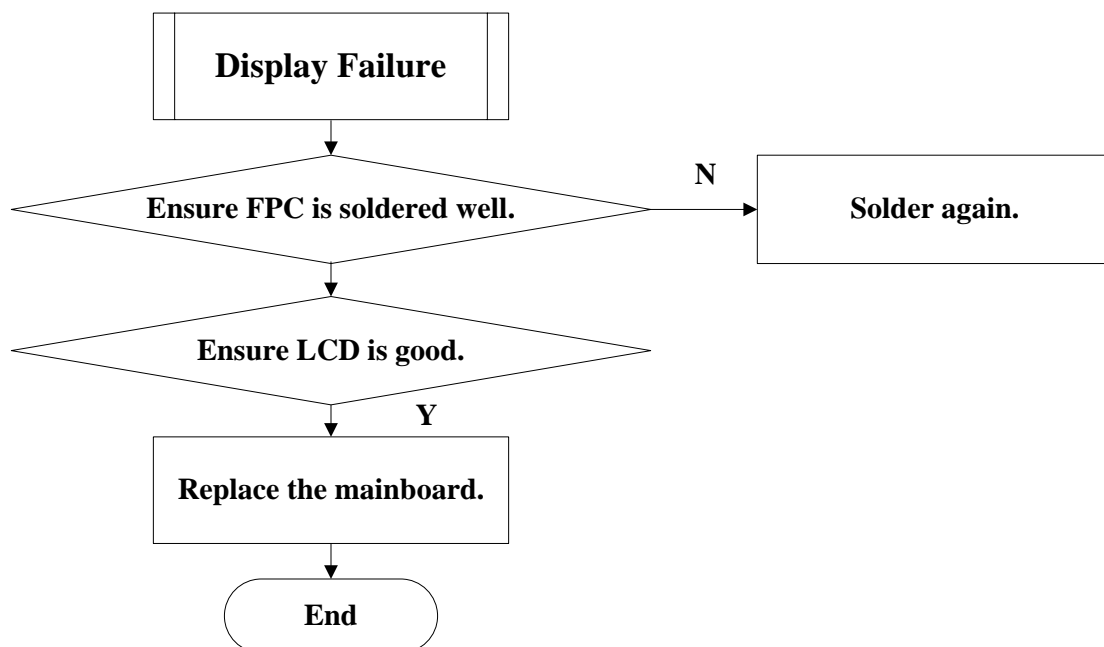 Display Failure
Ensure FPC is soldered well.
N
Solder again.
Ensure LCD is good.
Y
Replace the mainboard.
End